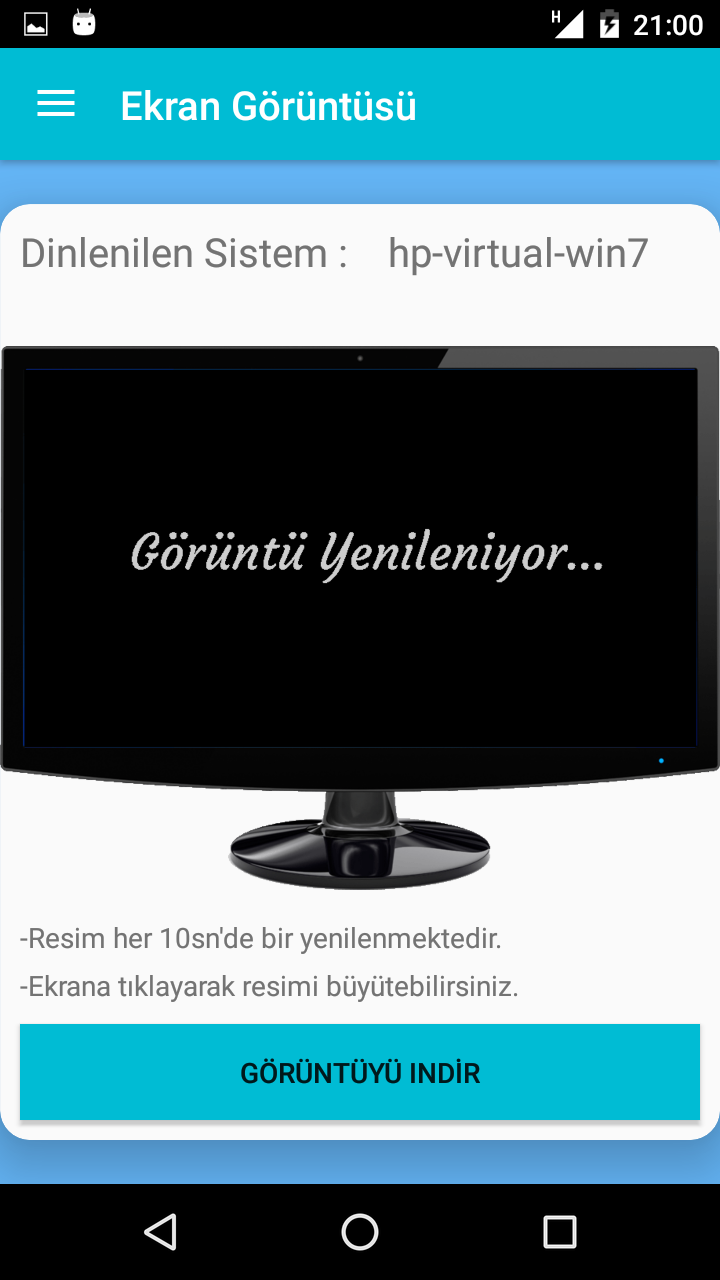 H 21:00
Ekran Görüntüsü
Dinlenilen Sistem : hp-virtual-win7
Görüntü Yenileniyor...
-Resim her 10sn'de bir yenilenmektedir.
-Ekrana tıklayarak resimi büyütebilirsiniz.
GÖRÜNTÜYÜ INDİR